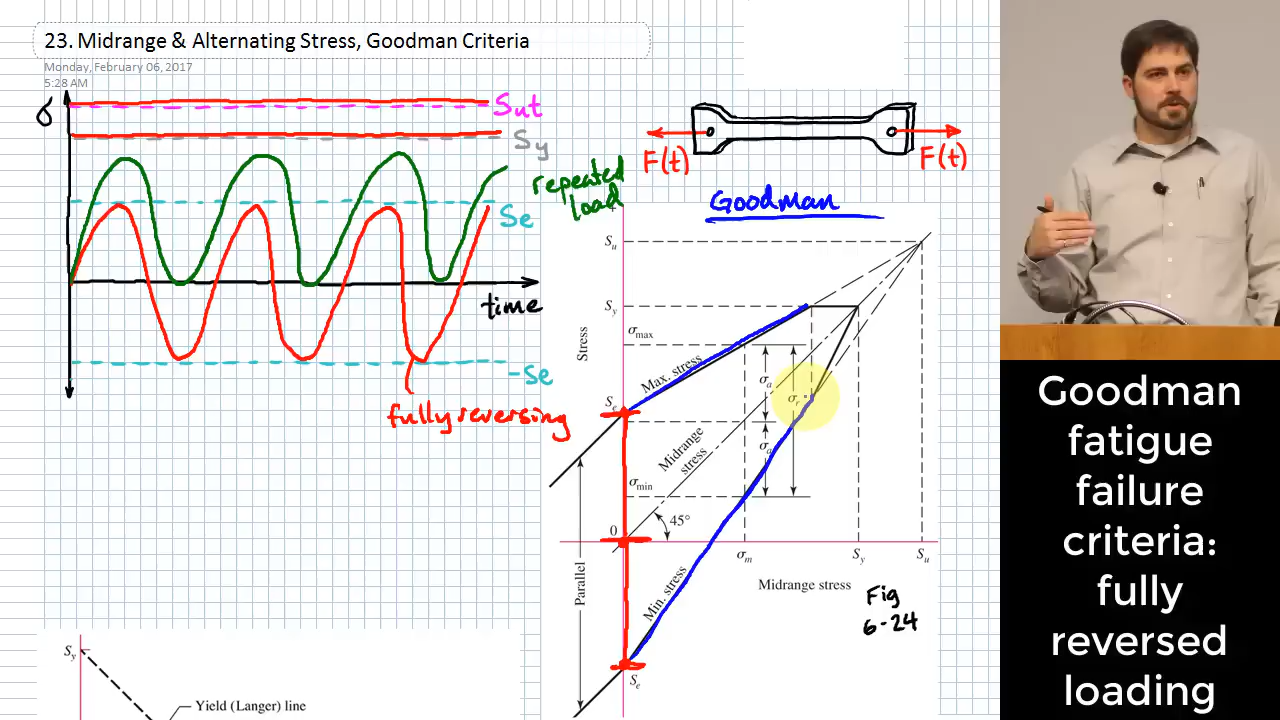 23. Midrange & Alternating Stress, Goodman Criteria
Monday, February 06, 2017
5:28 AM
σ
Sut
Sy
Se
-Se
time
repeated
load
fully reversing
F(t)
F(t)
Goodman
+
Su
Sy
Stress
σmax
Max. stress
Se
σa
σr
σa
Midrange
stress
σmin
0
45°
σm
Sy
Su
Parallel
Min. stress
Midrange stress
Fig
6-24
Se
Sy
Yield (Langer) line
Goodman
fatigue
failure
criteria:
fully
reversed
loading